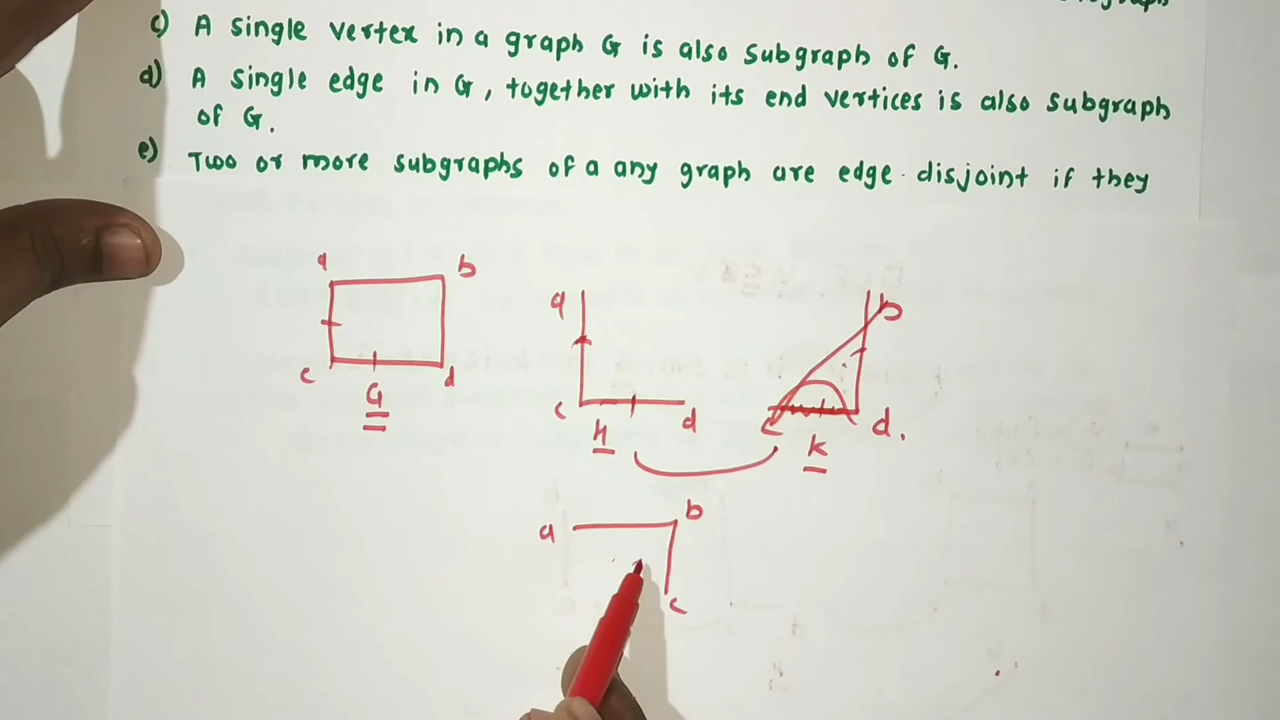 c) A single vertex in a graph G is also subgraph of G.
d) A single edge in G, together with its end vertices is also subgraph
of G.
e) Two or more subgraphs of a any graph are edge-disjoint if they
a b
c d
G
a
c d
H
b
c d.
K
a b
c